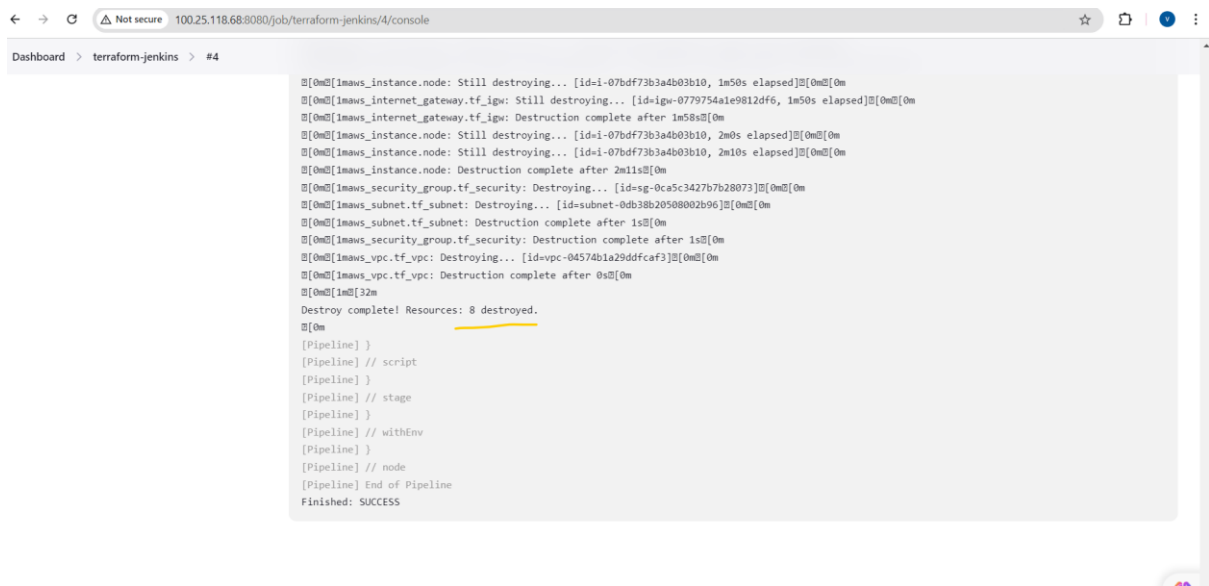 Not secure 100.25.118.68:8080/job/terraform-jenkins/4/console
V
Dashboard > terraform-jenkins > #4
[0m[1maws_instance.node: Still destroying... [id=i-07bdf73b3a4b03b10, 1m50s elapsed][0m[0m
[0m[1maws_internet_gateway.tf_igw: Still destroying... [id=igw-0779754a1e9812df6, 1m50s elapsed][0m[0m
[0m[1maws_internet_gateway.tf_igw: Destruction complete after 1m58s[0m
[0m[1maws_instance.node: Still destroying... [id=i-07bdf73b3a4b03b10, 2m0s elapsed][0m[0m
[0m[1maws_instance.node: Still destroying... [id=i-07bdf73b3a4b03b10, 2m10s elapsed][0m[0m
[0m[1maws_instance.node: Destruction complete after 2m11s[0m
[0m[1maws_security_group.tf_security: Destroying... [id=sg-0ca5c3427b7b28073][0m[0m
[0m[1maws_subnet.tf_subnet: Destroying... [id=subnet-0db38b20508002b96][0m[0m
[0m[1maws_subnet.tf_subnet: Destruction complete after 1s[0m
[0m[1maws_security_group.tf_security: Destruction complete after 1s[0m
[0m[1maws_vpc.tf_vpc: Destroying... [id=vpc-04574b1a29ddfcaf3][0m[0m
[0m[1maws_vpc.tf_vpc: Destruction complete after 0s[0m
[0m[1m[32m
Destroy complete! Resources: 8 destroyed.
[0m
[Pipeline] }
[Pipeline] // script
[Pipeline] }
[Pipeline] // stage
[Pipeline] }
[Pipeline] // withEnv
[Pipeline] }
[Pipeline] // node
[Pipeline] End of Pipeline
Finished: SUCCESS